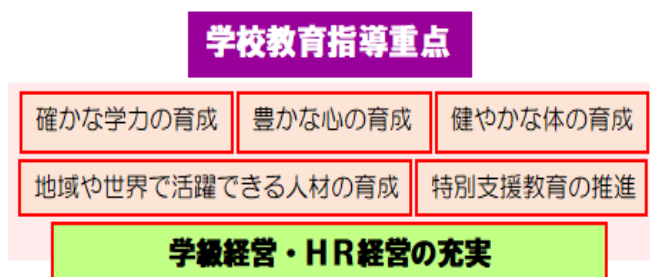 学校教育指導重点
確かな学力の育成 豊かな心の育成 健やかな体の育成
地域や世界で活躍できる人材の育成 特別支援教育の推進
学級経営・HR経営の充実